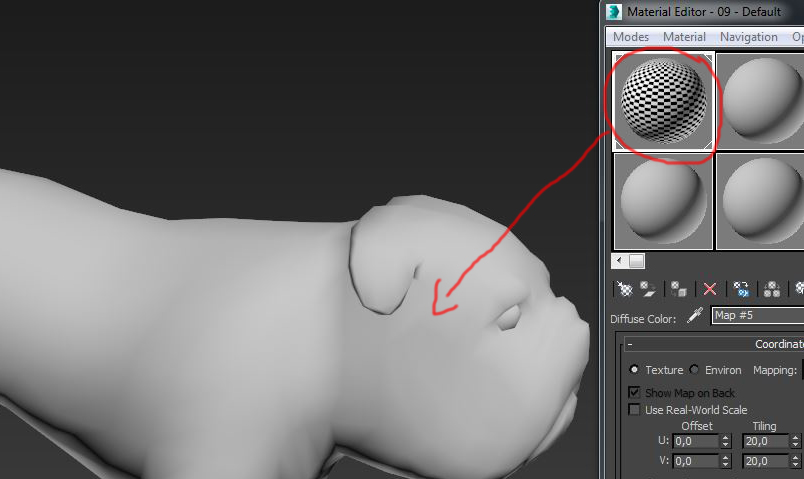 Material Editor - 09 - Default
Modes Material Navigation
Diffuse Color: Map #5
- Coordinat
Texture Environ Mapping:
Show Map on Back
Use Real-World Scale
Offset Tiling
U: 0,0 20,0
V: 0,0 20,0